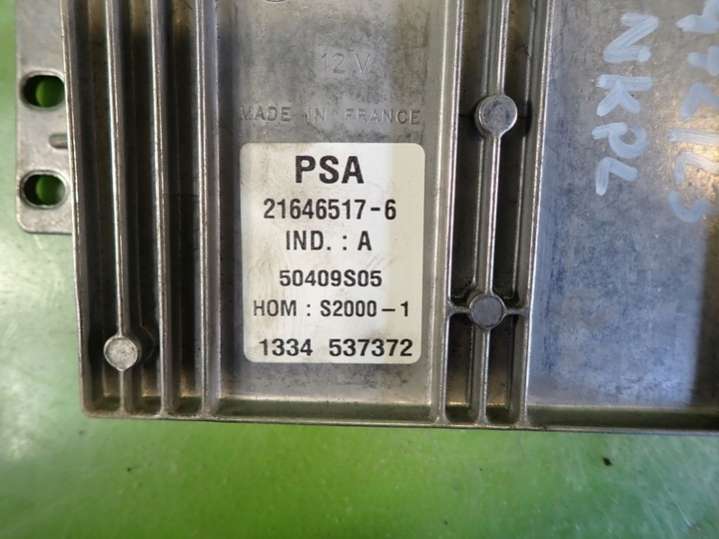 12 V
MADE IN FRANCE
PSA
21646517-6
IND. : A
50409S05
HOM : S2000-1
1334 537372
NKPL